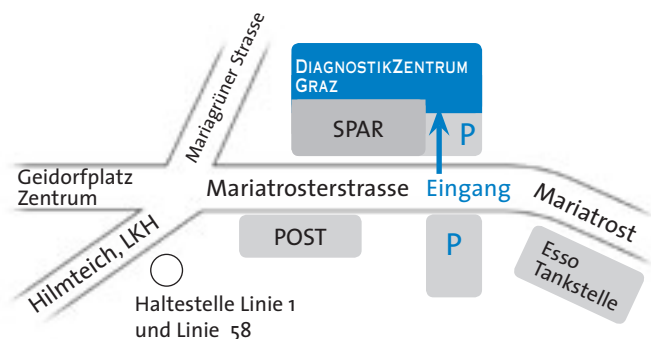 Mariagrüner Strasse
DIAGNOSTIKZENTRUM
GRAZ
SPAR
P
Geidorfplatz
Zentrum
Mariatrosterstrasse
Eingang
Mariatrost
Hilmteich, LKH
POST
P
Esso
Tankstelle
Haltestelle Linie 1
und Linie 58